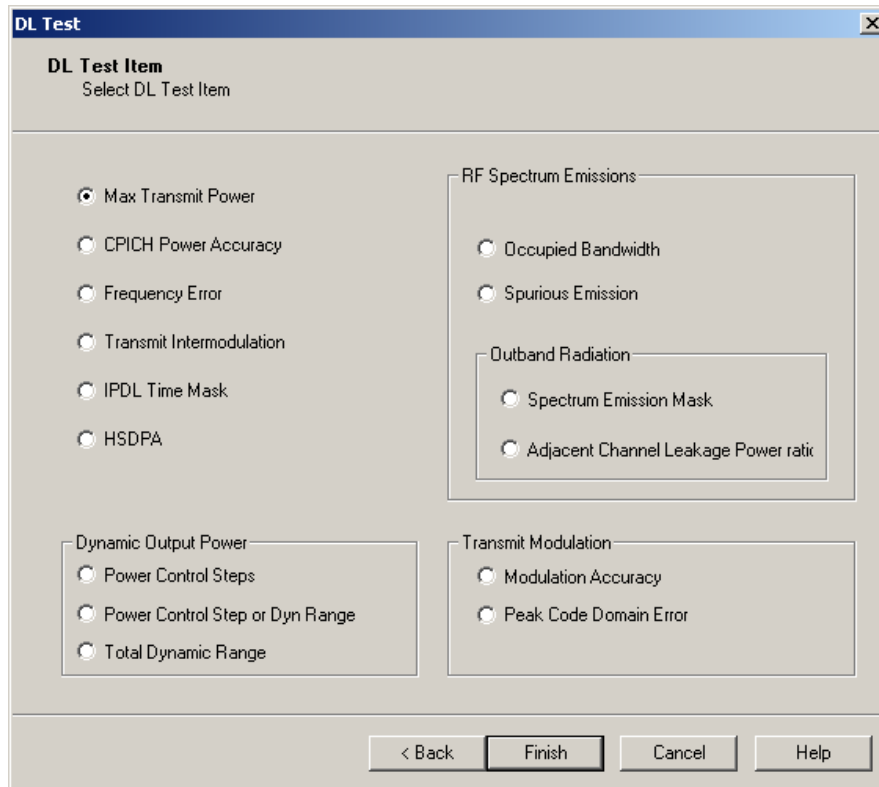 DL Test
DL Test Item
Select DL Test Item
Max Transmit Power
CPICH Power Accuracy
Frequency Error
Transmit Intermodulation
IPDL Time Mask
HSDPA
RF Spectrum Emissions
Occupied Bandwidth
Spurious Emission
Outband Radiation
Spectrum Emission Mask
Adjacent Channel Leakage Power ratio
Dynamic Output Power
Power Control Steps
Power Control Step or Dyn Range
Total Dynamic Range
Transmit Modulation
Modulation Accuracy
Peak Code Domain Error
< Back
Finish
Cancel
Help